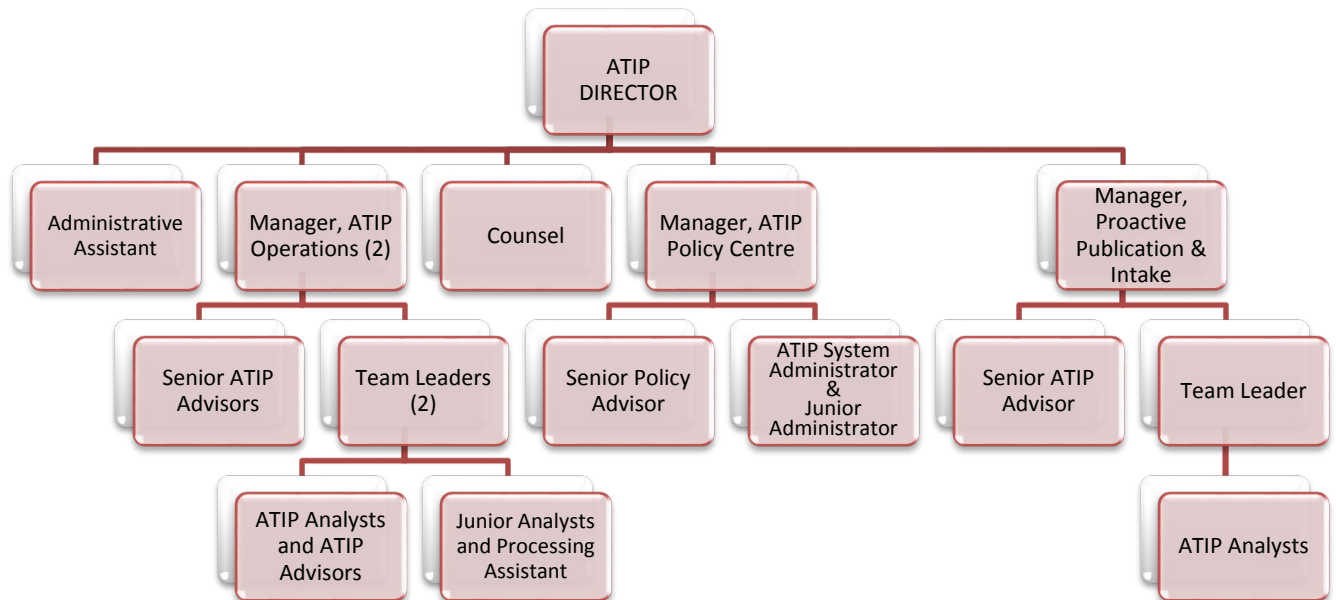 ATIP
DIRECTOR
Administrative
Assistant
Manager, ATIP
Operations (2)
Counsel
Manager, ATIP
Policy Centre
Manager,
Proactive
Publication &
Intake
Senior ATIP
Advisors
Team Leaders
(2)
Senior Policy
Advisor
ATIP System
Administrator
&
Junior
Administrator
Senior ATIP
Advisor
Team Leader
ATIP Analysts
and ATIP
Advisors
Junior Analysts
and Processing
Assistant
ATIP Analysts